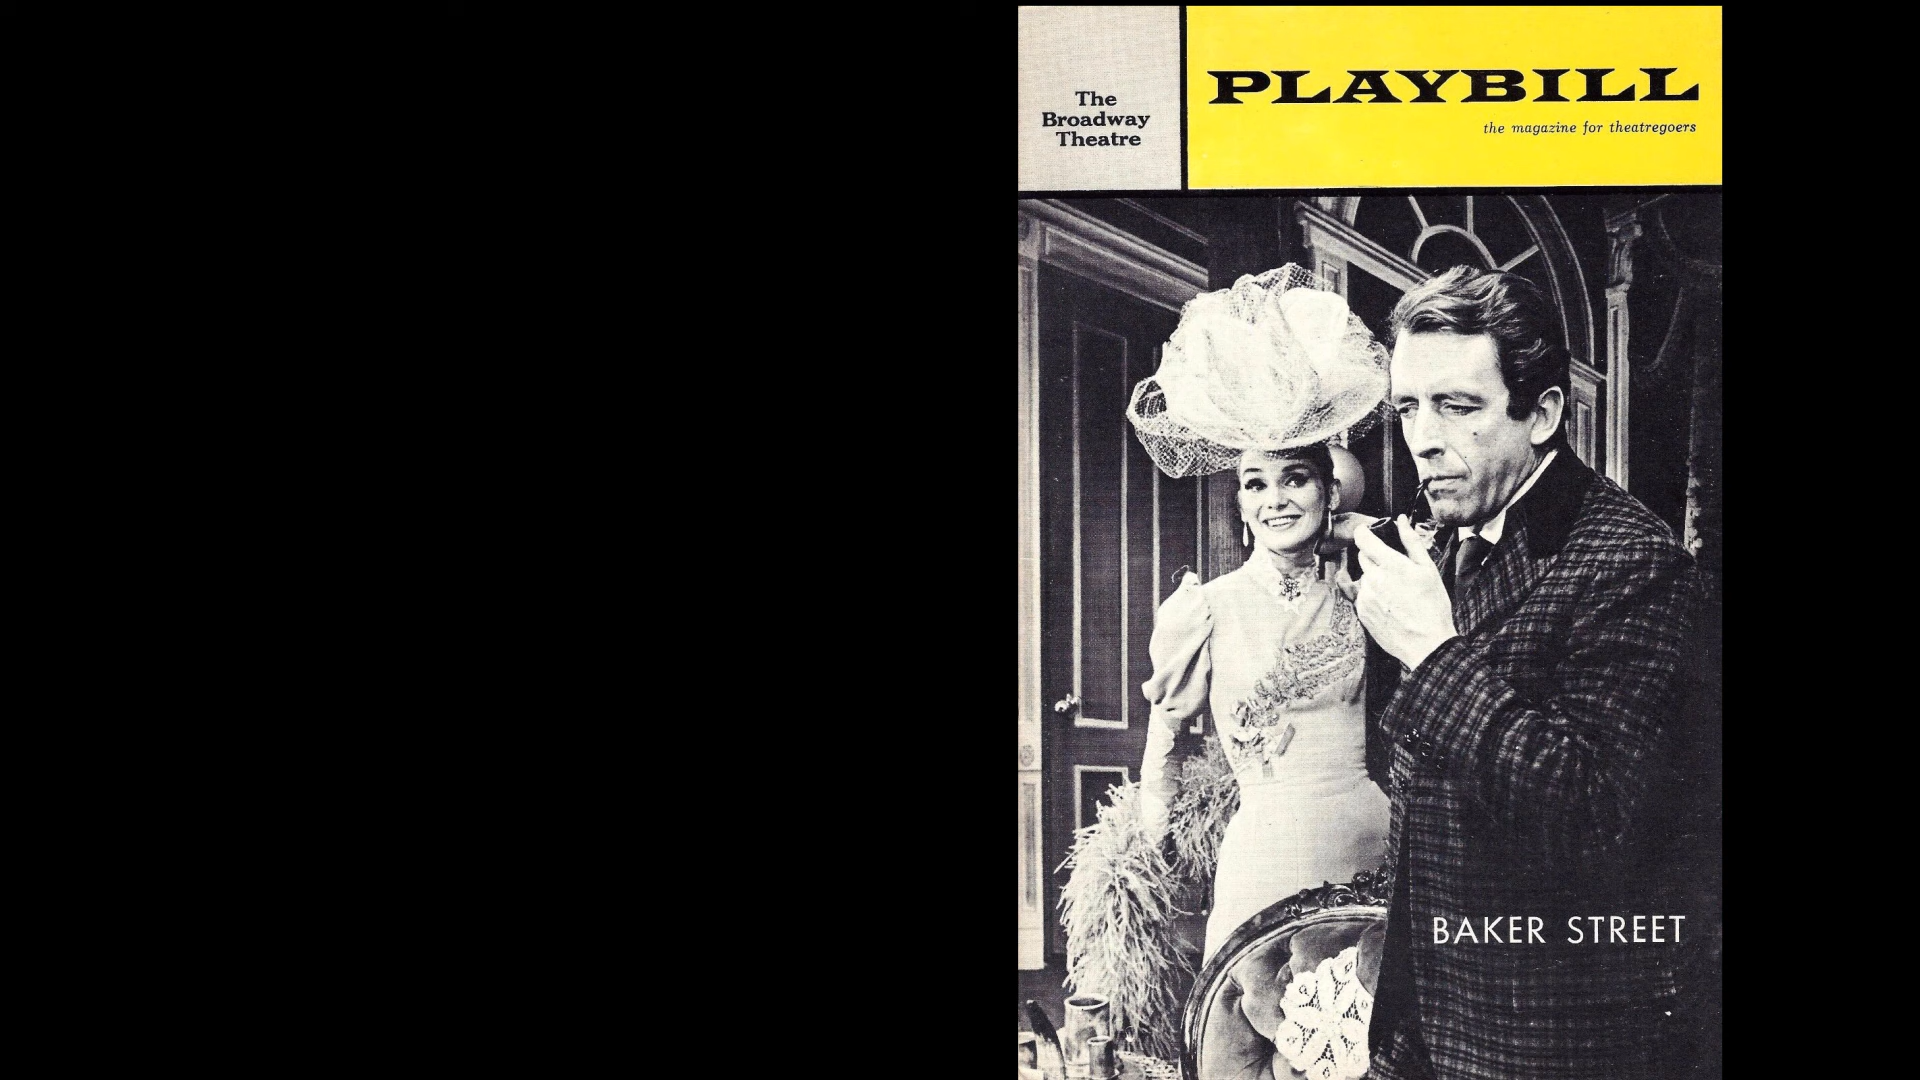 The
Broadway
Theatre
PLAYBILL
the magazine for theatregoers
BAKER STREET